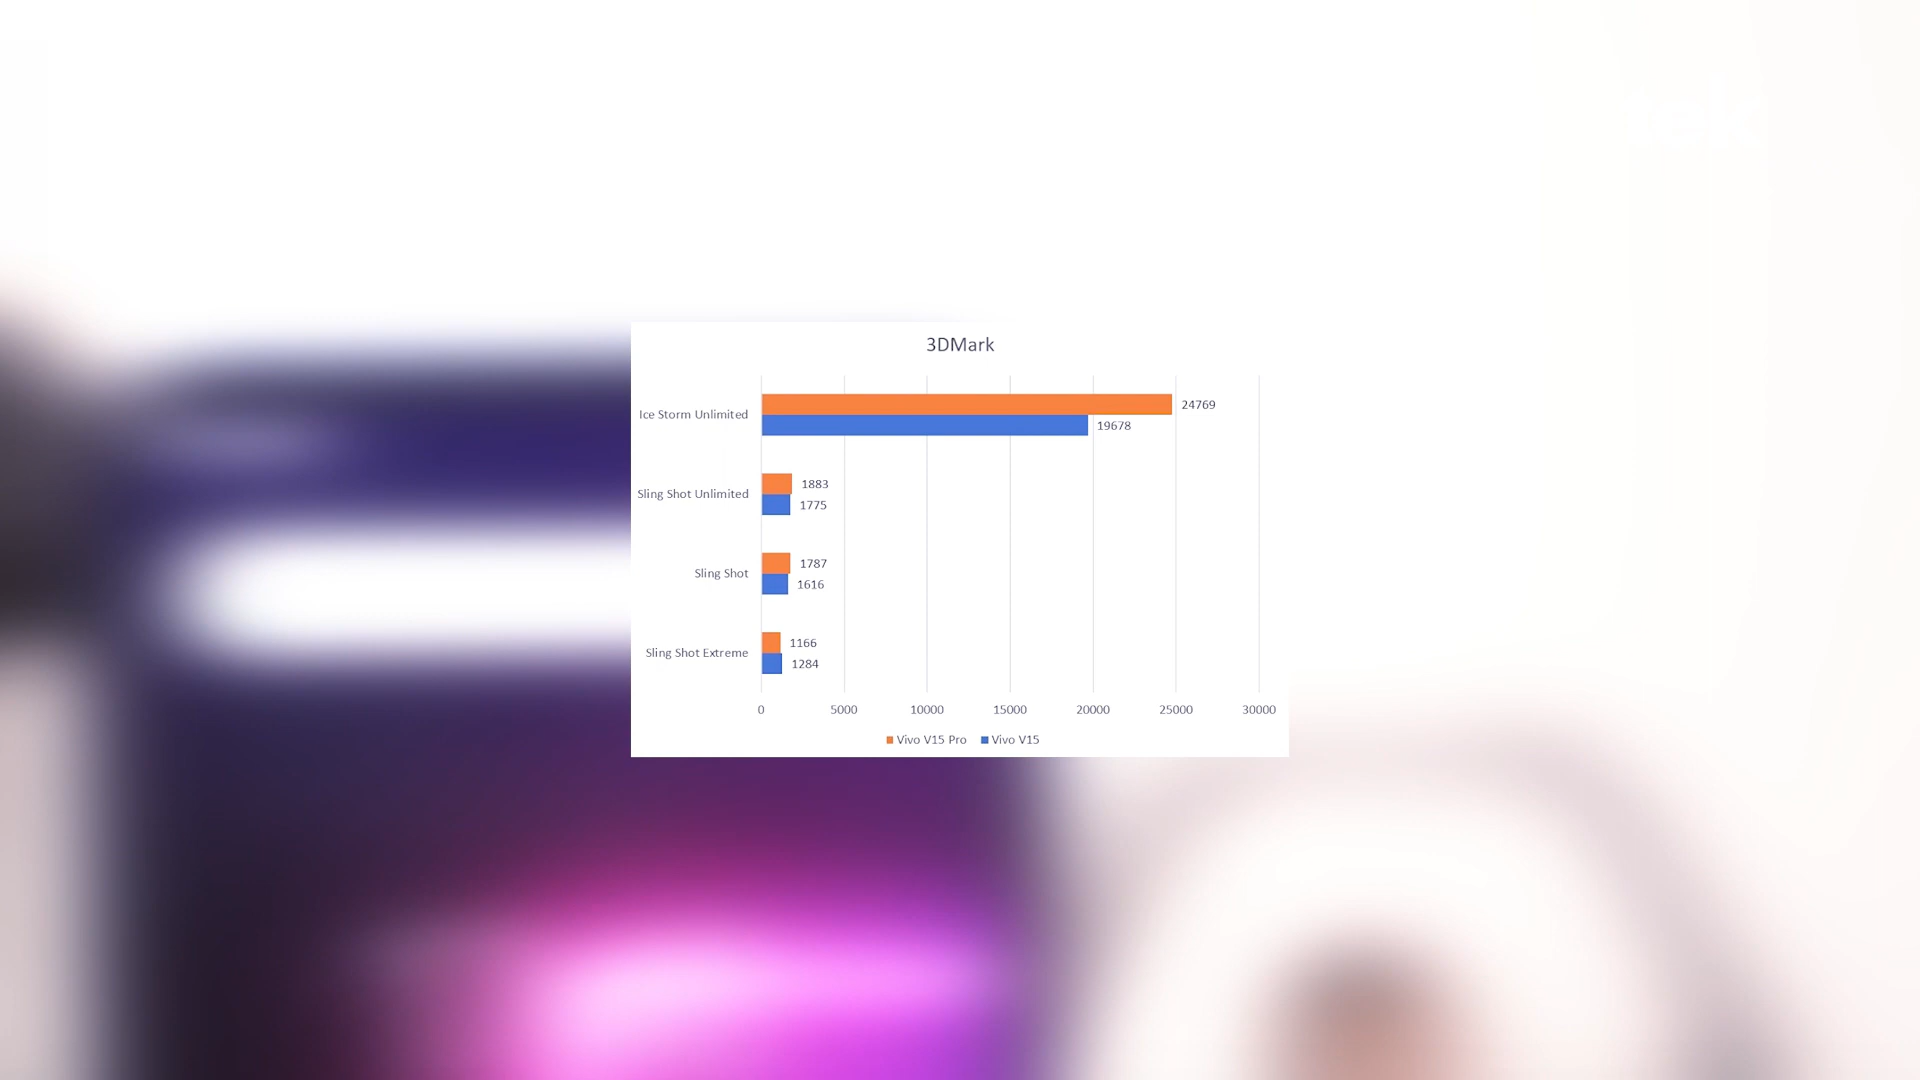 3DMark
Ice Storm Unlimited
24769
19678
Sling Shot Unlimited
1883
1775
Sling Shot
1787
1616
Sling Shot Extreme
1166
1284
0 5000 10000 15000 20000 25000 30000
Vivo V15 Pro Vivo V15
tek